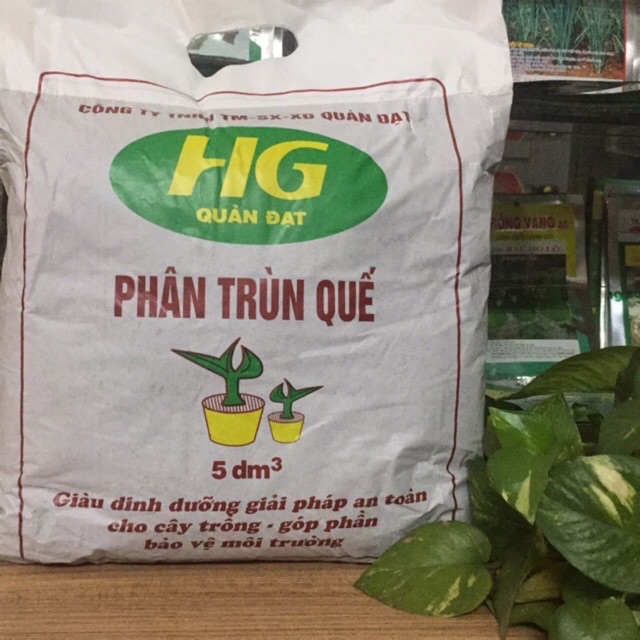 CÔNG TY TNHH TM-SX-XD QUẢN ĐẠT
HG
QUẢN ĐẠT
PHÂN TRÙN QUẾ
5 dm³
Giàu dinh dưỡng giải pháp an toàn
cho cây trồng - góp phần
bảo vệ môi trường